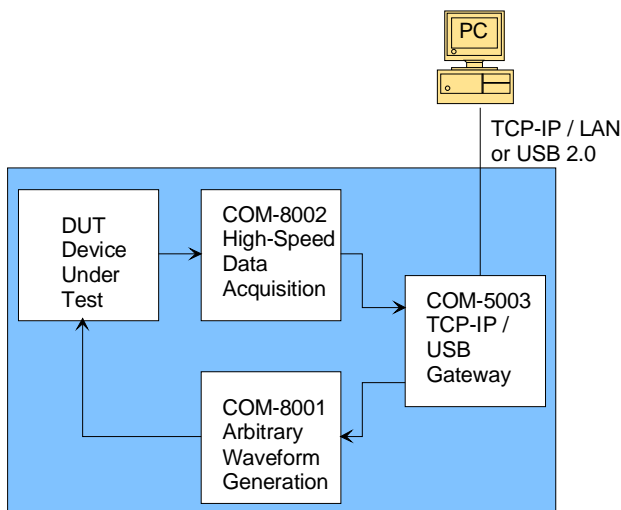 PC
TCP-IP / LAN
or USB 2.0
DUT
Device
Under
Test
COM-8002
High-Speed
Data
Acquisition
COM-5003
TCP-IP /
USB
Gateway
COM-8001
Arbitrary
Waveform
Generation